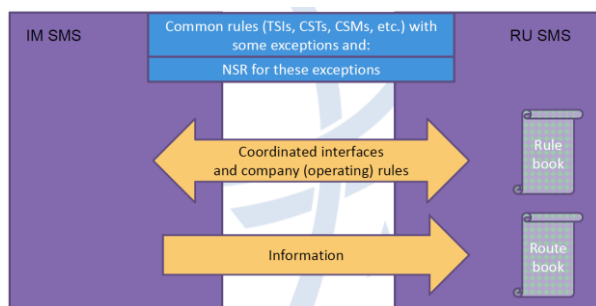 IM SMS
Common rules (TSIs, CSTs, CSMs, etc.) with
some exceptions and:
NSR for these exceptions
RU SMS
Coordinated interfaces
and company (operating) rules
Rule
book
Information
Route
book